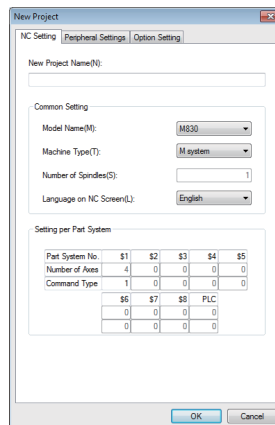 New Project
NC Setting Peripheral Settings Option Setting
New Project Name(N):
Common Setting
Model Name(M): M830
Machine Type(T): M system
Number of Spindles(S): 1
Language on NC Screen(L): English
Setting per Part System
Part System No. $1 $2 $3 $4 $5
Number of Axes 4 0 0 0 0
Command Type 1 0 0 0 0
$6 $7 $8 PLC
0 0 0 0
0 0 0 0
OK Cancel